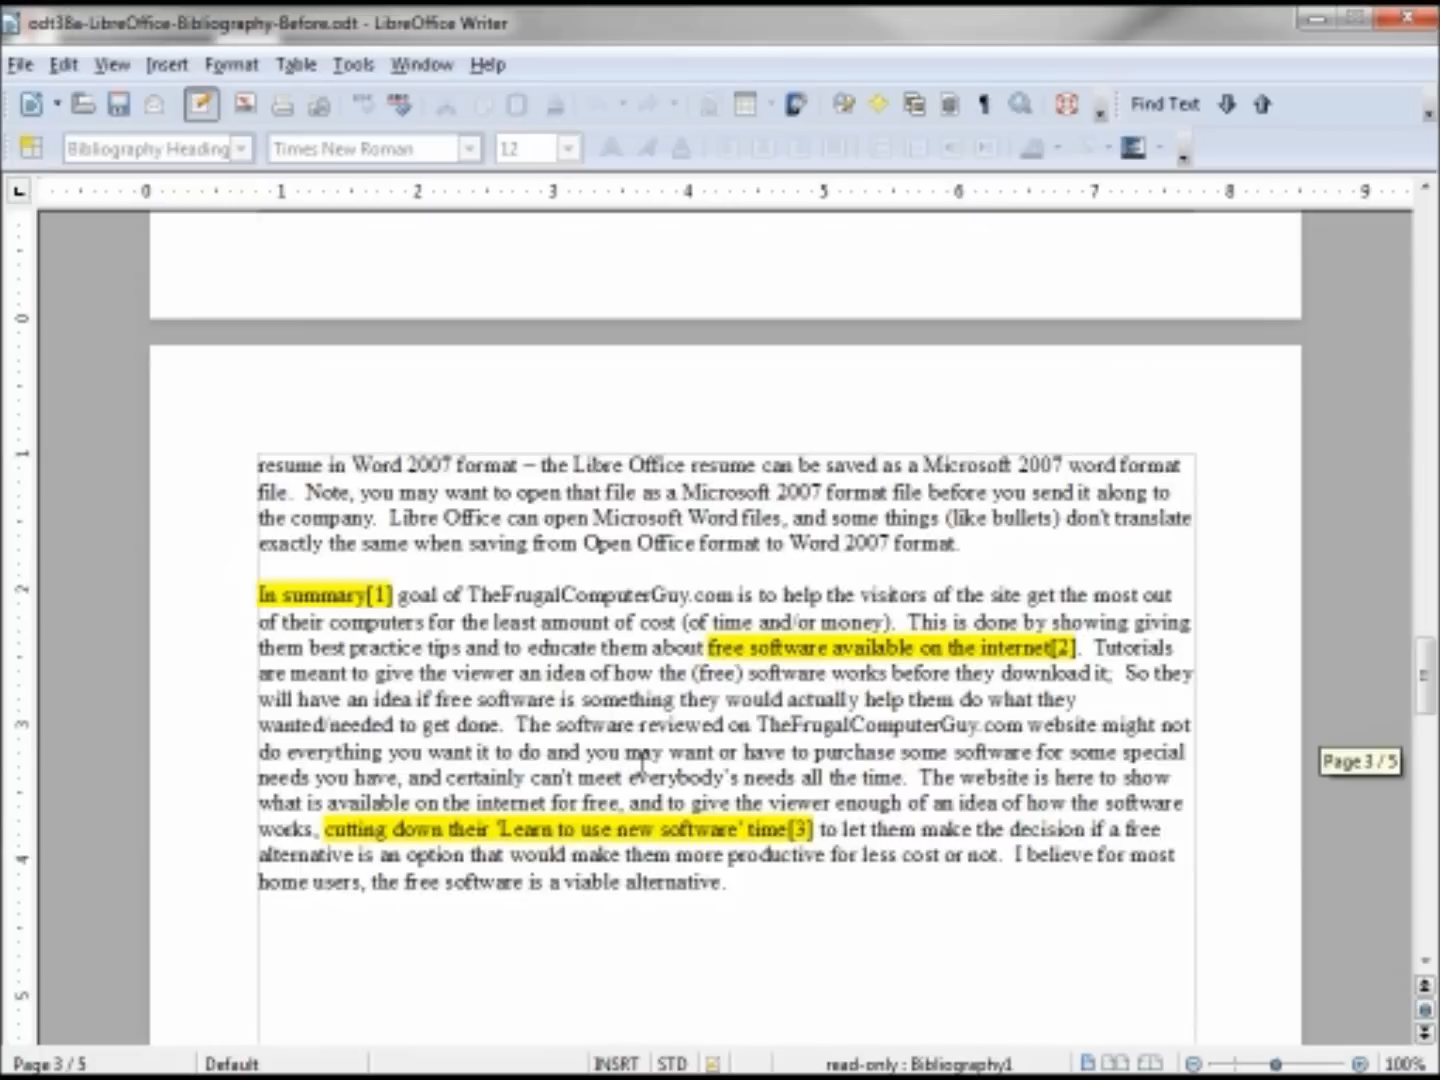 odt38a-LibreOffice-Bibliography-Before.odt - LibreOffice Writer
File Edit View Insert Format Table Tools Window Help
Find Text
Bibliography Heading Times New Roman 12
0 1 2 3 4 5 6 7 8 9
resume in Word 2007 format – the Libre Office resume can be saved as a Microsoft 2007 word format
file. Note, you may want to open that file as a Microsoft 2007 format file before you send it along to
the company. Libre Office can open Microsoft Word files, and some things (like bullets) don't translate
exactly the same when saving from Open Office format to Word 2007 format.
In summary[1] goal of TheFrugalComputerGuy.com is to help the visitors of the site get the most out
of their computers for the least amount of cost (of time and/or money). This is done by showing giving
them best practice tips and to educate them about free software available on the internet[2]. Tutorials
are meant to give the viewer an idea of how the (free) software works before they download it; So they
will have an idea if free software is something they would actually help them do what they
wanted/needed to get done. The software reviewed on TheFrugalComputerGuy.com website might not
do everything you want it to do and you may want or have to purchase some software for some special
needs you have, and certainly can't meet everybody's needs all the time. The website is here to show
what is available on the internet for free, and to give the viewer enough of an idea of how the software
works, cutting down their 'Learn to use new software' time[3] to let them make the decision if a free
alternative is an option that would make them more productive for less cost or not. I believe for most
home users, the free software is a viable alternative.
Page 3 / 5
0
1
2
3
4
5
Page 3 / 5 Default INSRT STD read-only : Bibliography1 100%